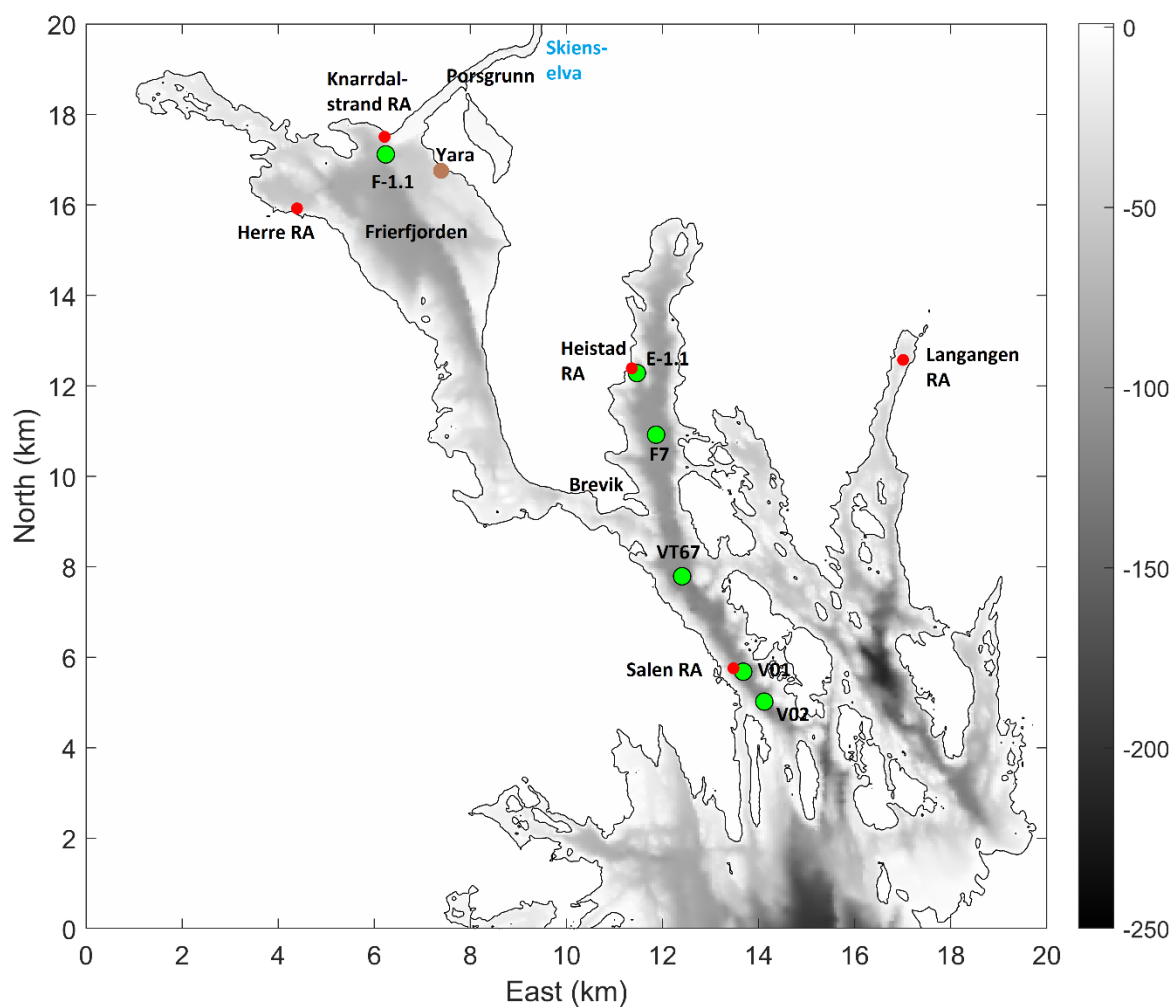 Skiens-
elva
Knarrdal-
strand RA
Porsgrunn
Yara
F-1.1
Herre RA
Frierfjorden
Heistad
RA
E-1.1
Langangen
RA
F7
Brevik
VT67
Salen RA
V01
V02
North (km)
20
18
16
14
12
10
8
6
4
2
0
0
2
4
6
8
10
12
14
16
18
20
East (km)
0
-50
-100
-150
-200
-250